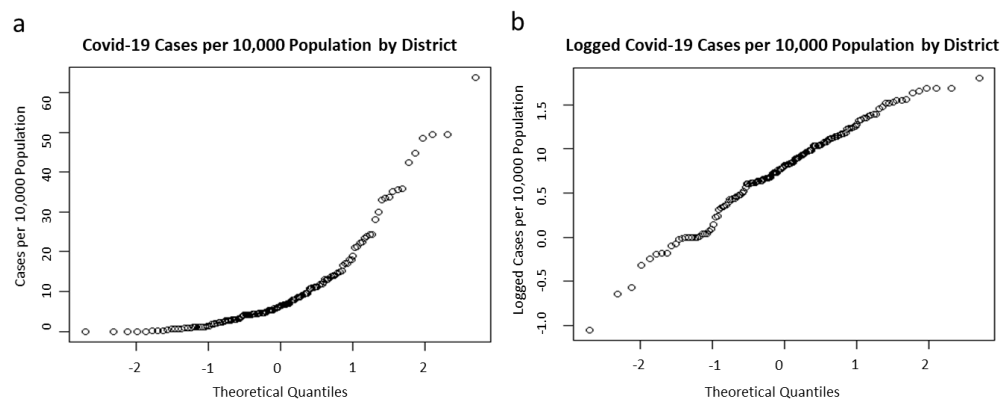 a
Covid-19 Cases per 10,000 Population by District
Cases per 10,000 Population
60
50
40
30
20
10
0
-2
-1
0
1
2
Theoretical Quantiles
b
Logged Covid-19 Cases per 10,000 Population by District
Logged Cases per 10,000 Population
1.5
10
0.5
0.0
-0.5
-1.0
-2
-1
0
1
2
Theoretical Quantiles